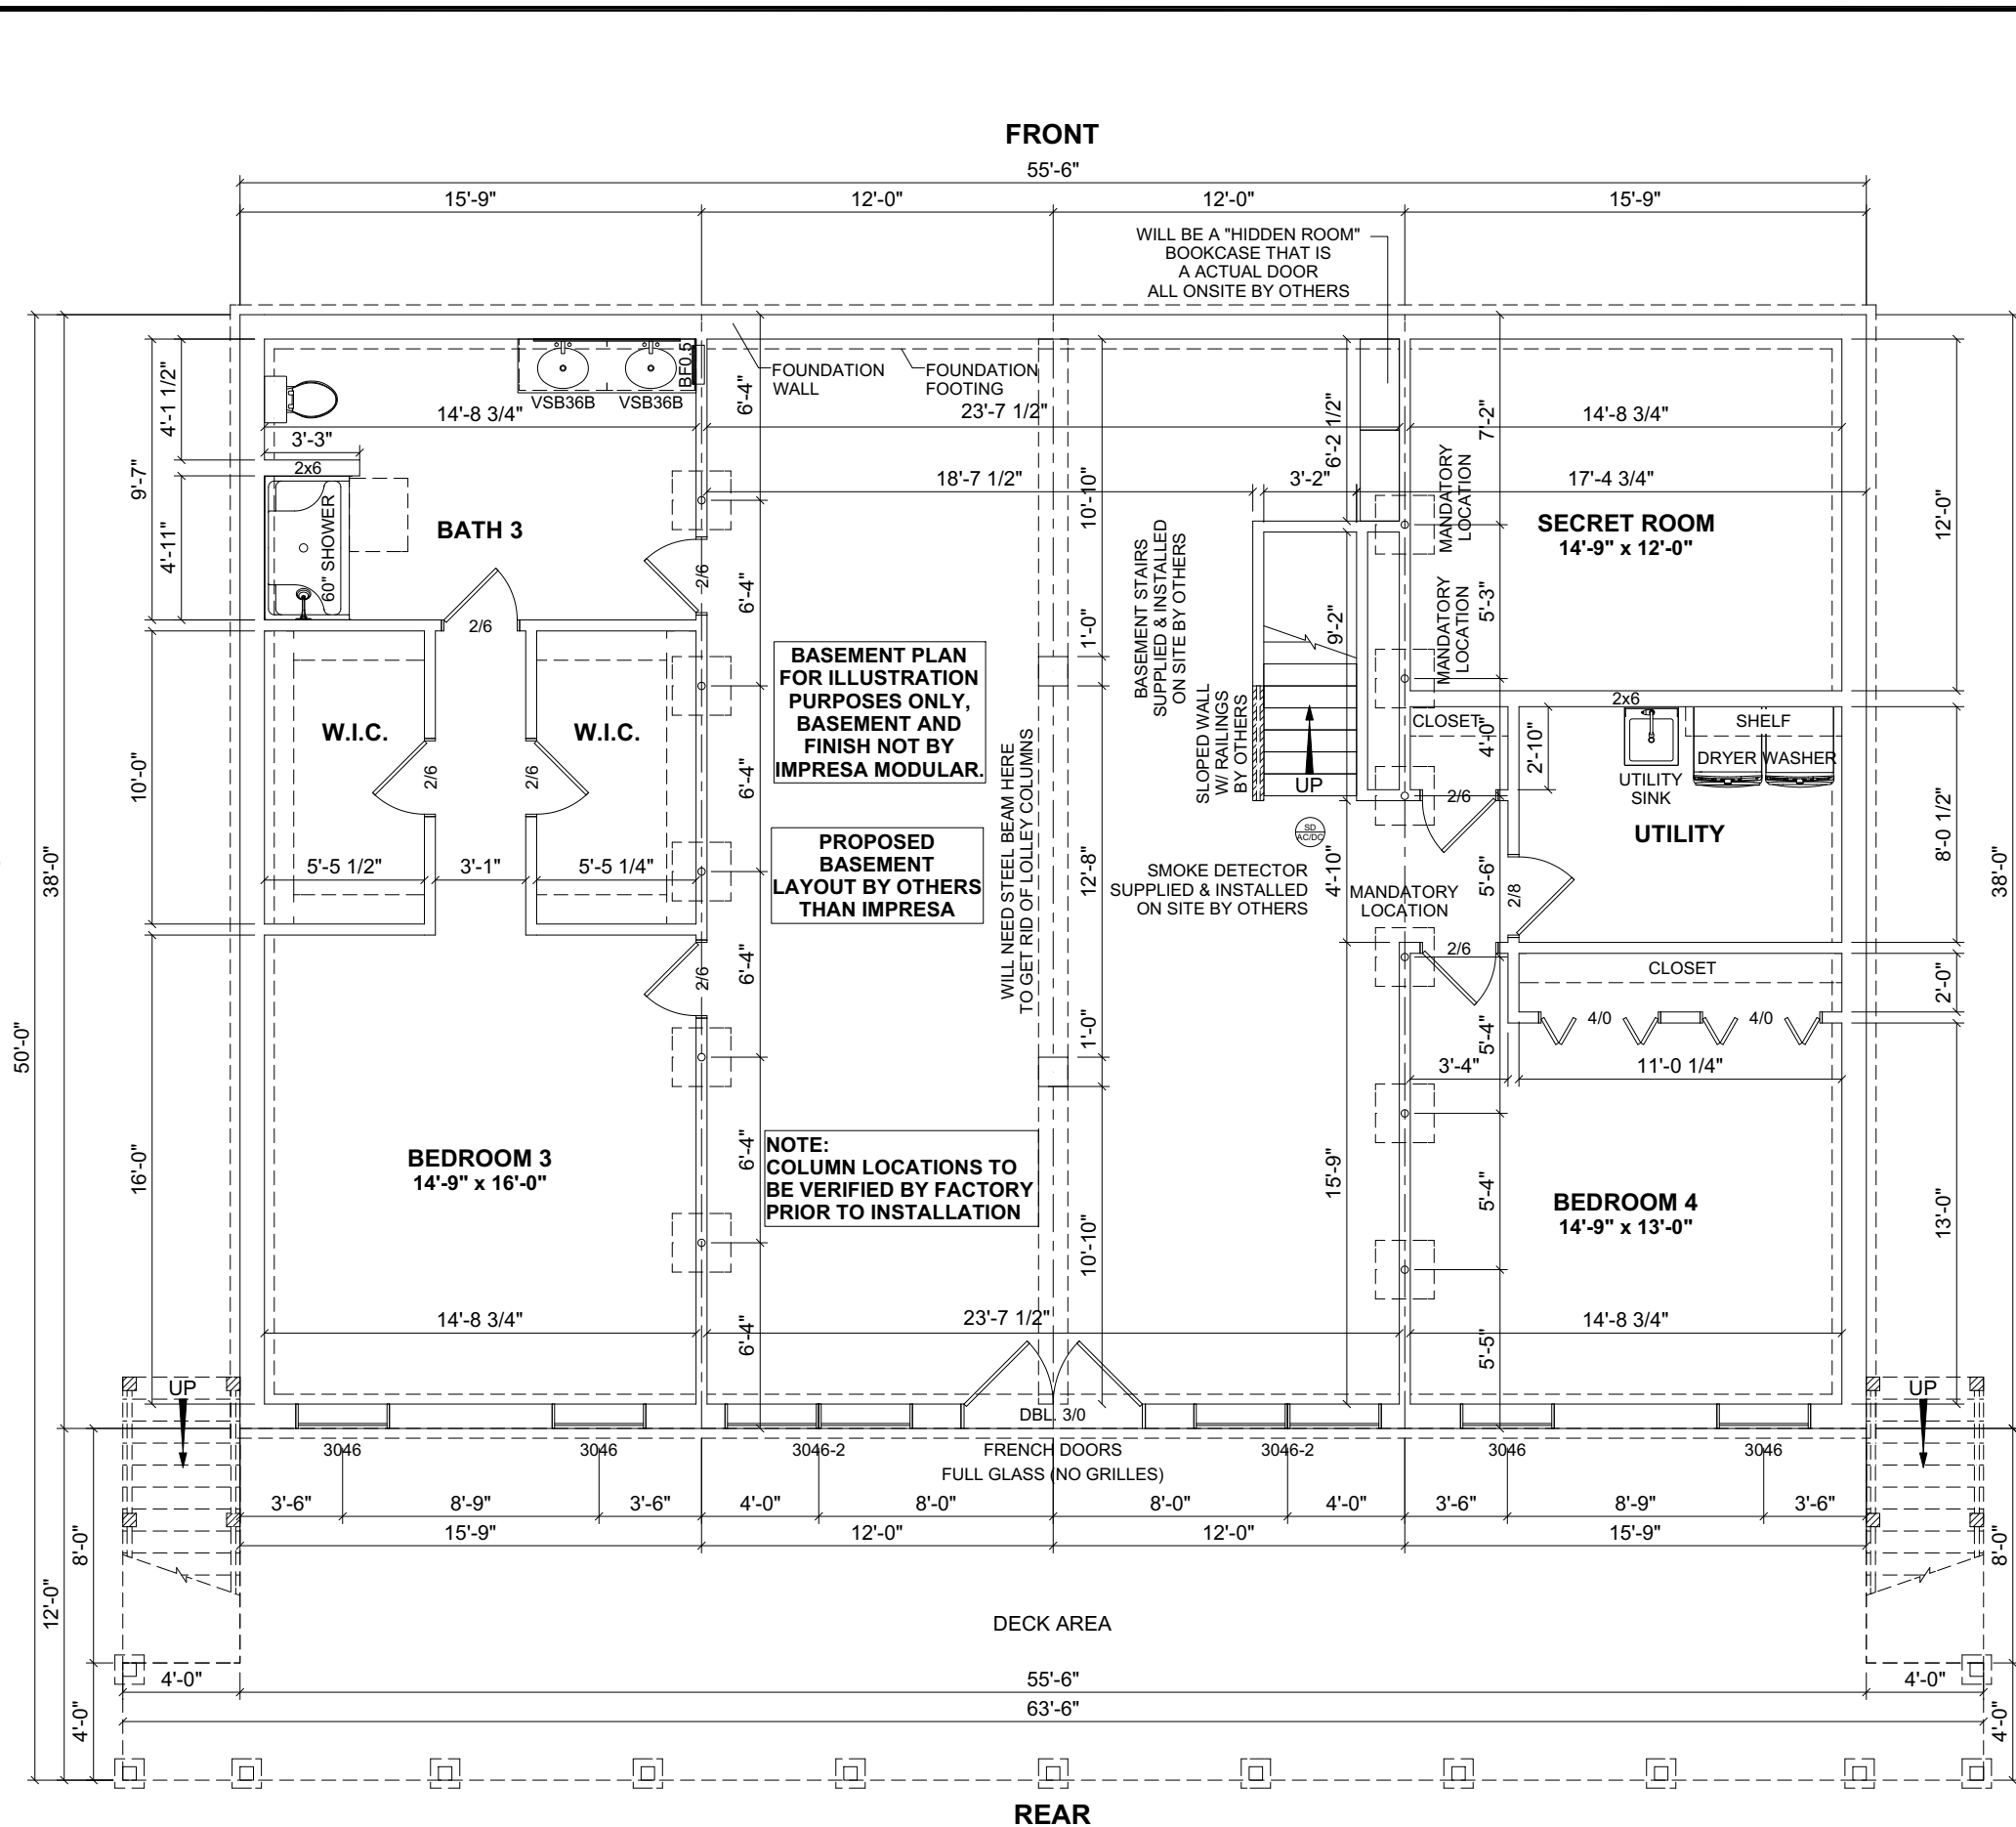 FRONT
55'-6"
15'-9"
12'-0"
12'-0"
15'-9"
WILL BE A "HIDDEN ROOM"
BOOKCASE THAT IS
A ACTUAL DOOR
ALL ONSITE BY OTHERS
FOUNDATION
WALL
FOUNDATION
FOOTING
BF0.5
VSB36B
VSB36B
4'-1 1/2"
14'-8 3/4"
6'-4"
23'-7 1/2"
6'-2 1/2"
7'-2"
14'-8 3/4"
3'-3"
2x6
9'-7"
18'-7 1/2"
10'-10"
3'-2"
MANDATORY
LOCATION
17'-4 3/4"
12'-0"
4'-11"
60" SHOWER
BATH 3
SECRET ROOM
14'-9" x 12'-0"
2/6
6'-4"
BASEMENT STAIRS
SUPPLIED & INSTALLED
ON SITE BY OTHERS
9'-2"
MANDATORY
LOCATION
5'-3"
2/6
1'-0"
BASEMENT PLAN
FOR ILLUSTRATION
PURPOSES ONLY,
BASEMENT AND
FINISH NOT BY
IMPRESA MODULAR.
2x6
W.I.C.
W.I.C.
10'-0"
2/6
2/6
6'-4"
SLOPED WALL
W/ RAILINGS
BY OTHERS
UP
CLOSET
4'-0"
2'-10"
2/6
SHELF
DRYER
WASHER
UTILITY
SINK
UTILITY
8'-0 1/2"
WILL NEED STEEL BEAM HERE
TO GET RID OF LOLLEY COLUMNS
SD
AC/DC
PROPOSED
BASEMENT
LAYOUT BY OTHERS
THAN IMPRESA
12'-8"
SMOKE DETECTOR
SUPPLIED & INSTALLED
ON SITE BY OTHERS
4'-10"
MANDATORY
LOCATION
5'-6"
2/8
5'-5 1/2"
3'-1"
5'-5 1/4"
38'-0"
38'-0"
50'-0"
6'-4"
2/6
2/6
CLOSET
2'-0"
1'-0"
4/0
4/0
5'-4"
3'-4"
11'-0 1/4"
16'-0"
BEDROOM 3
14'-9" x 16'-0"
6'-4"
NOTE:
COLUMN LOCATIONS TO
BE VERIFIED BY FACTORY
PRIOR TO INSTALLATION
10'-10"
15'-9"
5'-4"
BEDROOM 4
14'-9" x 13'-0"
13'-0"
14'-8 3/4"
6'-4"
23'-7 1/2"
5'-5"
14'-8 3/4"
UP
UP
DBL. 3/0
3046
3046
3046-2
FRENCH DOORS
FULL GLASS (NO GRILLES)
3046-2
3046
3046
3'-6"
8'-9"
3'-6"
4'-0"
8'-0"
8'-0"
4'-0"
3'-6"
8'-9"
3'-6"
15'-9"
12'-0"
12'-0"
15'-9"
8'-0"
8'-0"
12'-0"
DECK AREA
4'-0"
55'-6"
4'-0"
63'-6"
4'-0"
4'-0"
REAR